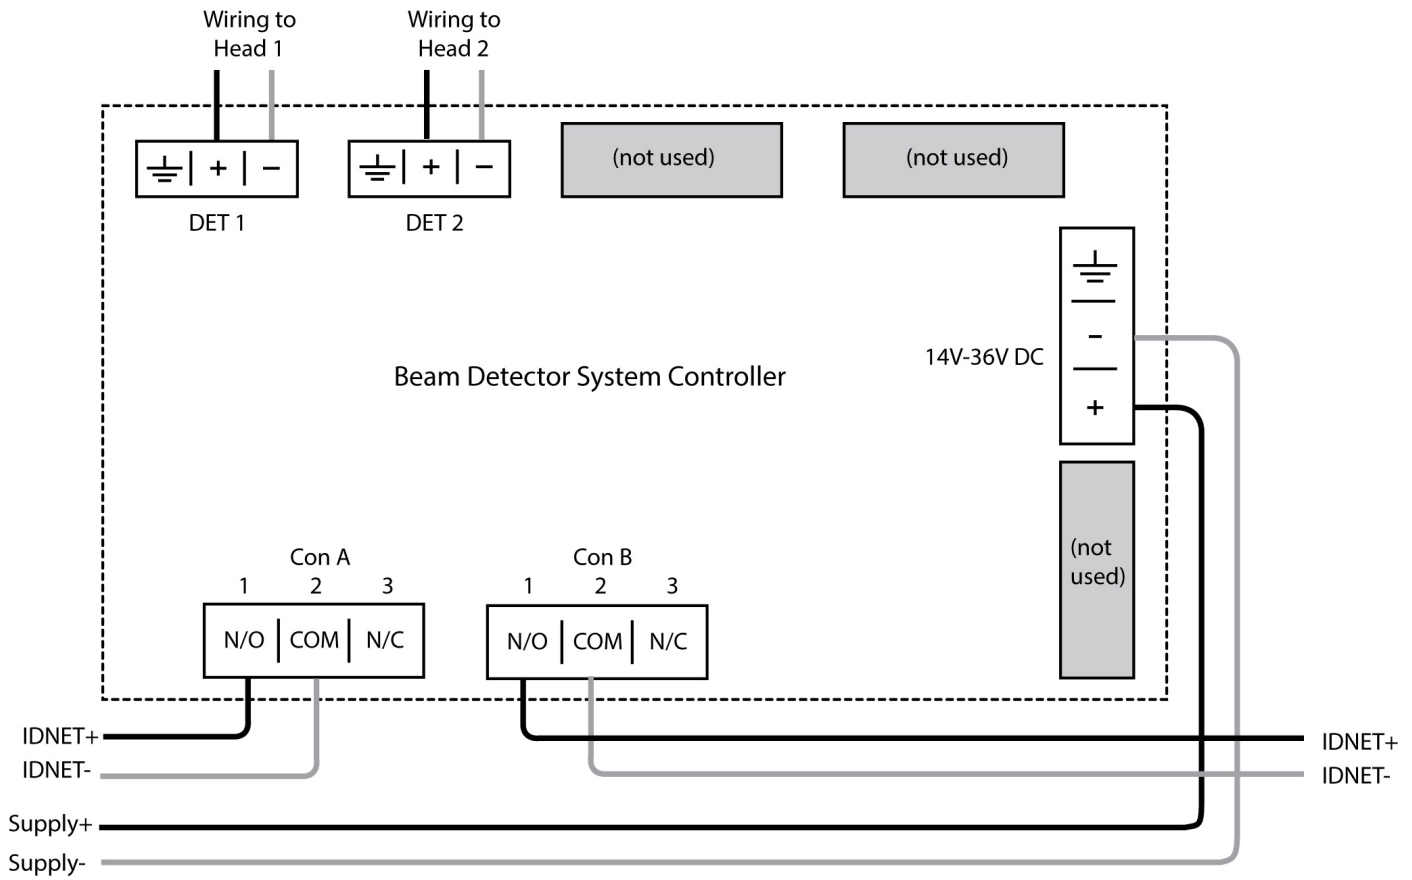 Wiring to
Head 1
Wiring to
Head 2
+ −
+ −
(not used)
(not used)
DET 1
DET 2
-
14V-36V DC
+
Beam Detector System Controller
(not
used)
Con A
1 2 3
N/O COM N/C
Con B
1 2 3
N/O COM N/C
IDNET+
IDNET-
IDNET+
IDNET-
Supply+
Supply-